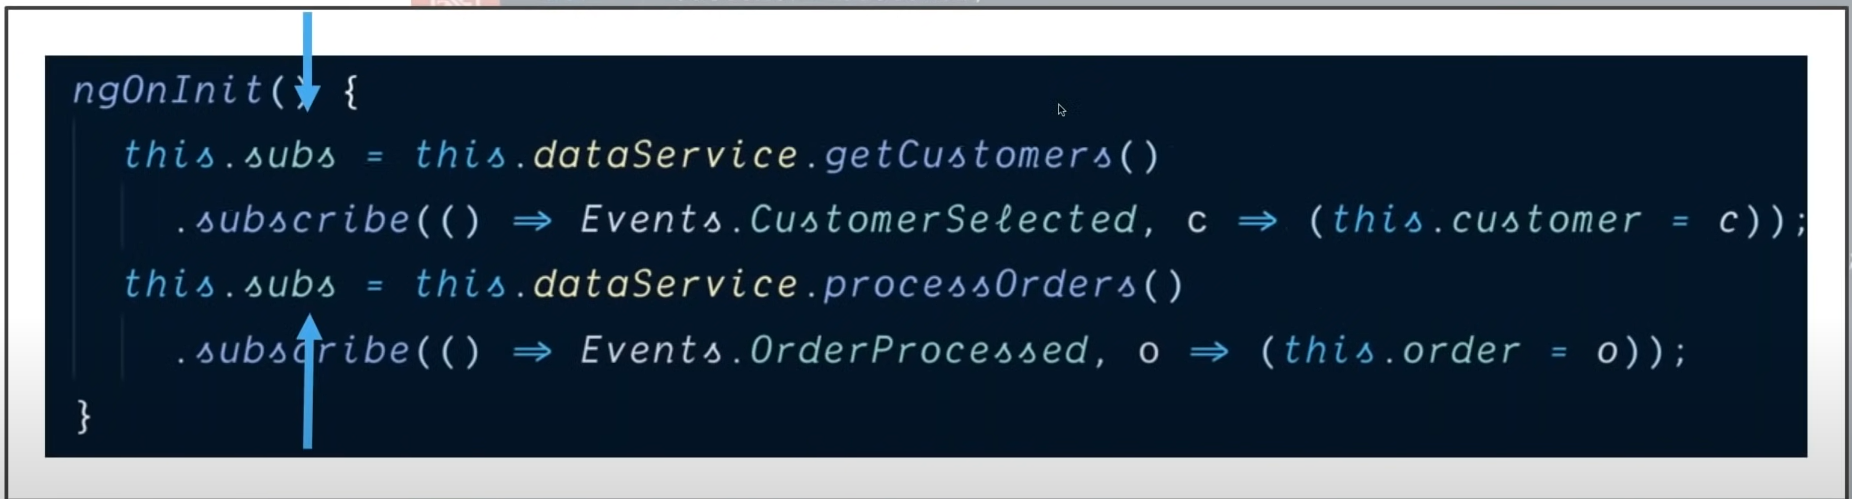 ngOnInit() {
this.subs = this.dataService.getCustomers()
.subscribe(() => Events.CustomerSelected, c => (this.customer = c));
this.subs = this.dataService.processOrders()
.subscribe(() => Events.OrderProcessed, o => (this.order = o));
}